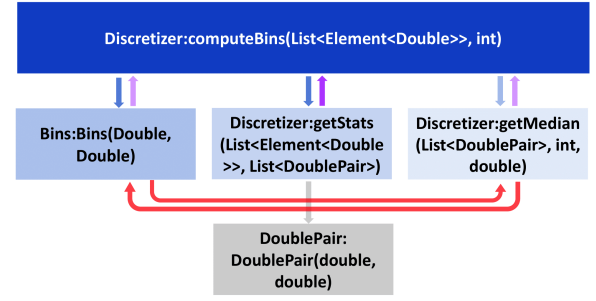 Discretizer:computeBins(List<Element<Double>>, int)
Bins:Bins(Double,
Double)
Discretizer:getStats
(List<Element<Double
>>, List<DoublePair>)
Discretizer:getMedian
(List<DoublePair>, int,
double)
DoublePair:
DoublePair(double,
double)